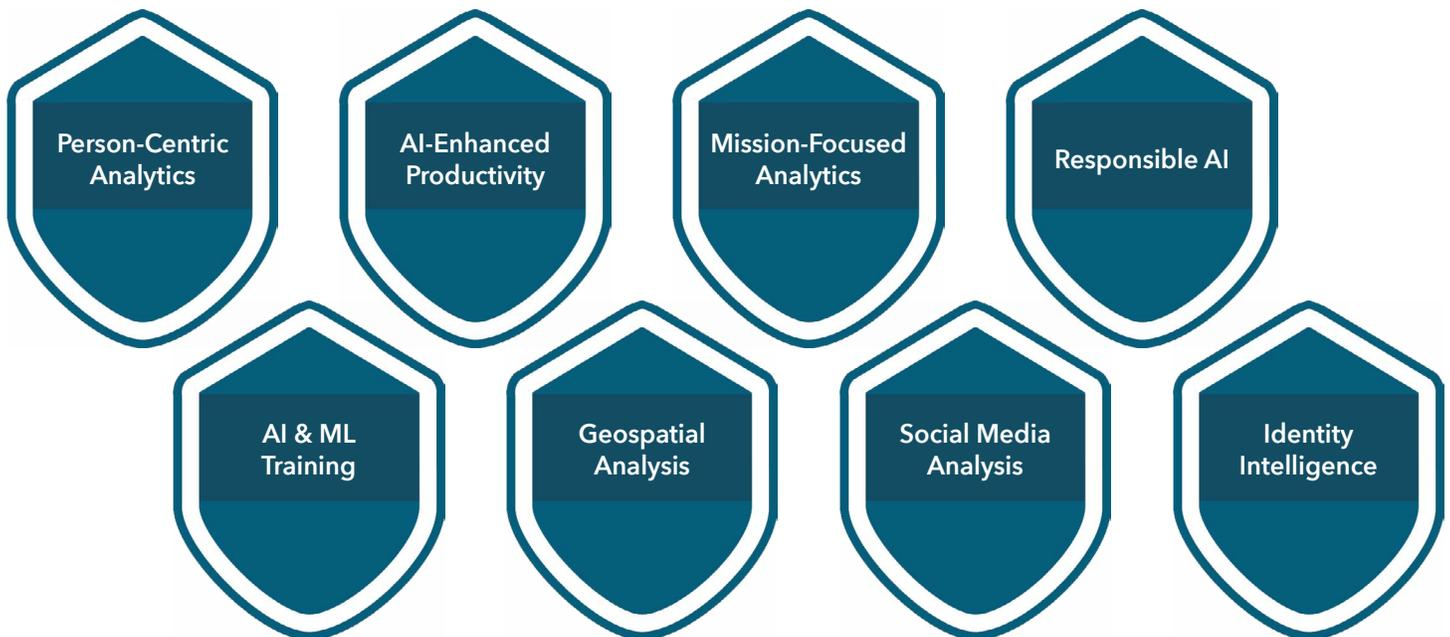 Person-Centric
Analytics
AI-Enhanced
Productivity
Mission-Focused
Analytics
Responsible AI
AI & ML
Training
Geospatial
Analysis
Social Media
Analysis
Identity
Intelligence